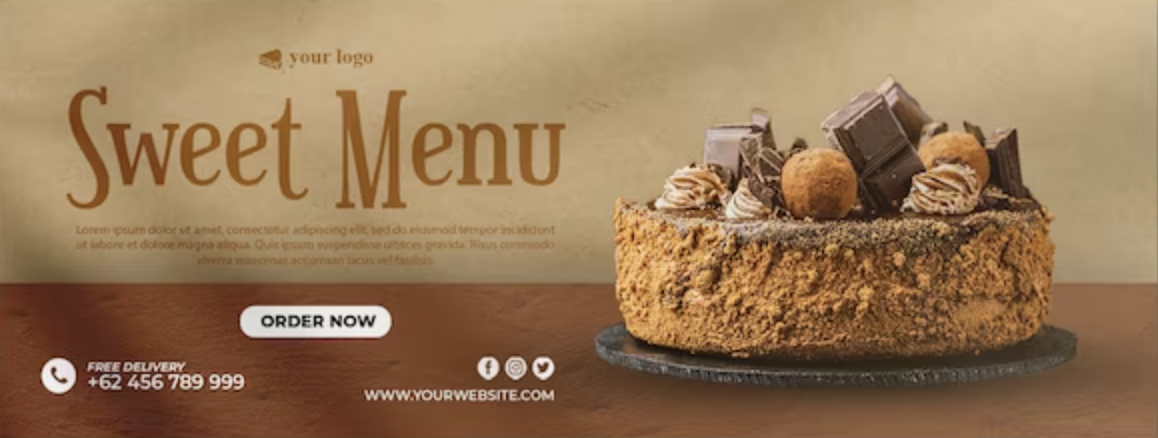 your logo
Sweet Menu
Lorem ipsum dolor sit amet, consectetur adipiscing elit, sed do eiusmod tempor incididunt
ut labore et dolore magna aliqua. Quis ipsum suspendisse ultrices gravida. Risus commodo
viverra maecenas accumsan lacus vel facilisis.
ORDER NOW
FREE DELIVERY
+62 456 789 999
WWW.YOURWEBSITE.COM